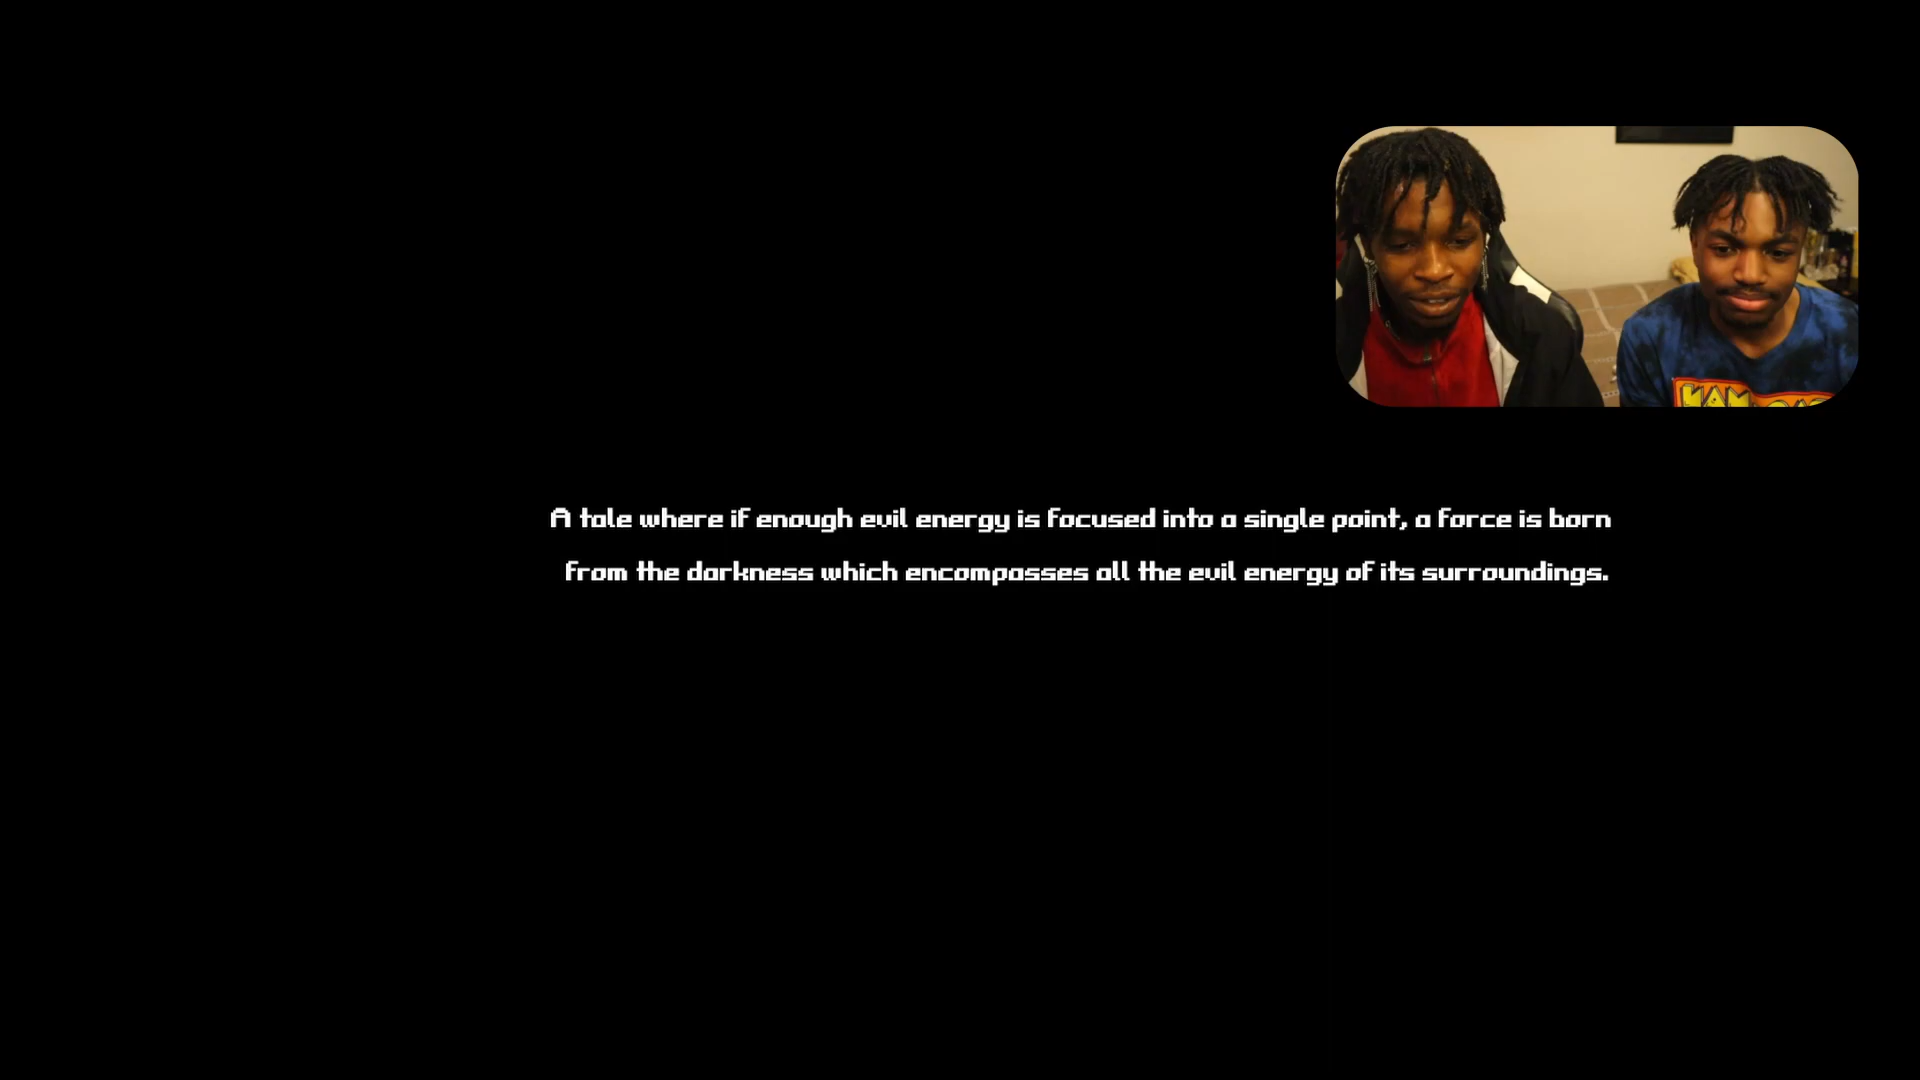 A tale where if enough evil energy is focused into a single point, a force is born
from the darkness which encompasses all the evil energy of its surroundings.